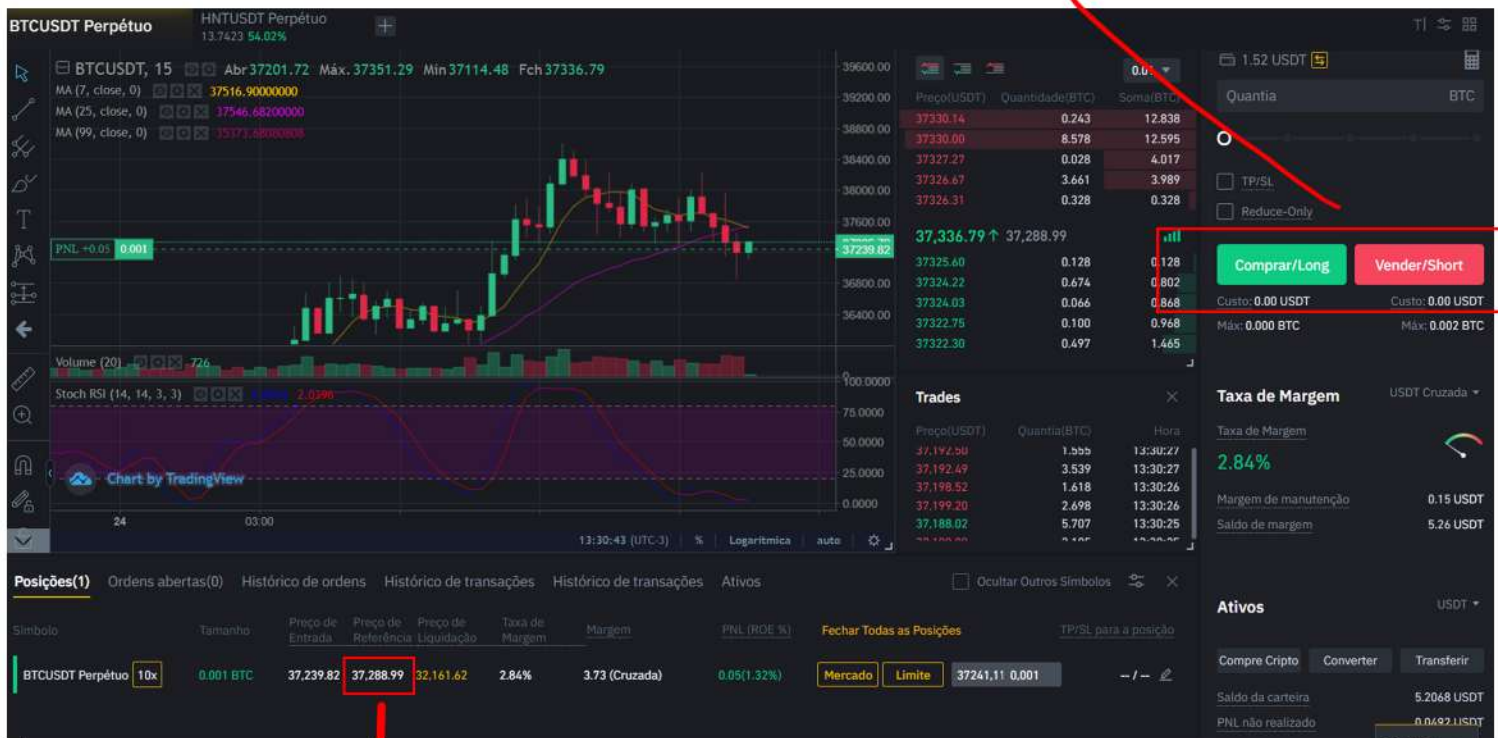 BTCUSDT Perpétuo
HNTUSDT Perpétuo
13.7423 54.02%
BTCUSDT, 15 Abr37201.72 Máx.37351.29 Mín37114.48 Fch37336.79
MA (7, close, 0) 37516.90000000
MA (25, close, 0) 37546.68200000
MA (99, close, 0)
39600.00
39200.00
38800.00
38400.00
38000.00
37600.00
37239.82
36800.00
36400.00
PNL +0.05 0.001
Volume (20) 726
Stoch RSI (14, 14, 3, 3) 2.0396
100.0000
75.0000
50.0000
25.0000
0.0000
Chart by TradingView
24 03:00
13:30:43 (UTC-3) % Logarítmica auto
Preço(USDT) Quantidade(BTC) Soma(BTC)
37330.14 0.243 12.838
37330.00 8.578 12.595
37327.27 0.028 4.017
37326.67 3.661 3.989
37326.31 0.328 0.328
37,336.79↑ 37,288.99
37325.60 0.128 0.128
37324.22 0.674 0.802
37324.03 0.066 0.868
37322.75 0.100 0.968
37322.30 0.497 1.465
Trades
Preço(USDT) Quantia(BTC) Hora
37,192.50 1.555 13:30:27
37,192.49 3.539 13:30:27
37,198.52 1.618 13:30:26
37,199.20 2.698 13:30:26
37,188.02 5.707 13:30:25
1.52 USDT
Quantia BTC
TP/SL
Reduce-Only
Comprar/Long Vender/Short
Custo: 0.00 USDT Custo: 0.00 USDT
Máx: 0.000 BTC Máx: 0.002 BTC
Taxa de Margem USDT Cruzada
Taxa de Margem
2.84%
Margem de manutenção 0.15 USDT
Saldo de margem 5.26 USDT
Ativos USDT
Compre Cripto Converter Transferir
Saldo da carteira 5.2068 USDT
PNL não realizado 0.0492 USDT
Posições(1) Ordens abertas(0) Histórico de ordens Histórico de transações Histórico de transações Ativos Ocultar Outros Símbolos
Símbolo Tamanho Preço de Entrada Preço de Referência Preço de Liquidação Taxa de Margem Margem PNL (ROE %) Fechar Todas as Posições TP/SL para a posição
BTCUSDT Perpétuo 10x 0.001 BTC 37,239.82 37,288.99 32,161.62 2.84% 3.73 (Cruzada) 0.05(1.32%) Mercado Limite 37241,11 0,001 --/--